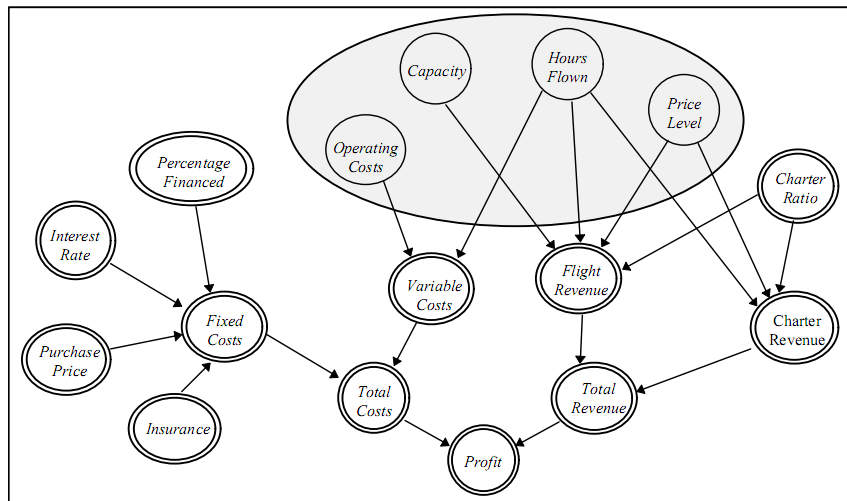 Capacity
Hours
Flown
Price
Level
Operating
Costs
Percentage
Financed
Charter
Ratio
Interest
Rate
Variable
Costs
Flight
Revenue
Fixed
Costs
Charter
Revenue
Purchase
Price
Total
Costs
Total
Revenue
Insurance
Profit